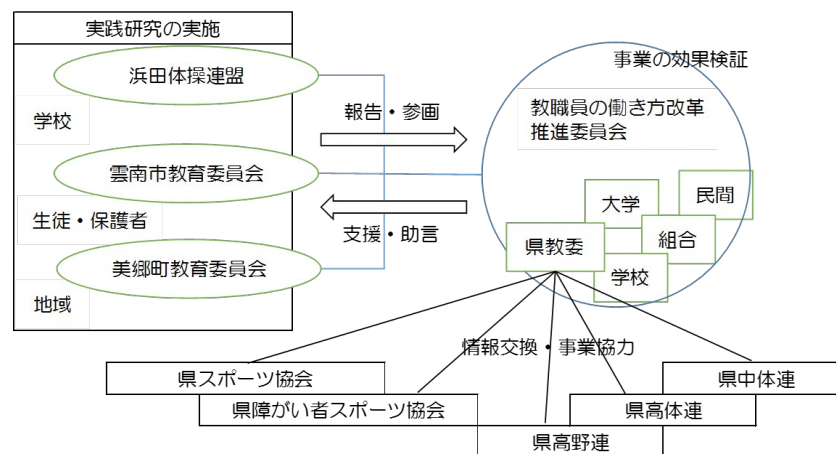 実践研究の実施
浜田体操連盟
学校
雲南市教育委員会
生徒・保護者
美郷町教育委員会
地域
報告・参画
支援・助言
事業の効果検証
教職員の働き方改革
推進委員会
大学
民間
県教委
組合
学校
情報交換・事業協力
県スポーツ協会
県中体連
県障がい者スポーツ協会
県高体連
県高野連